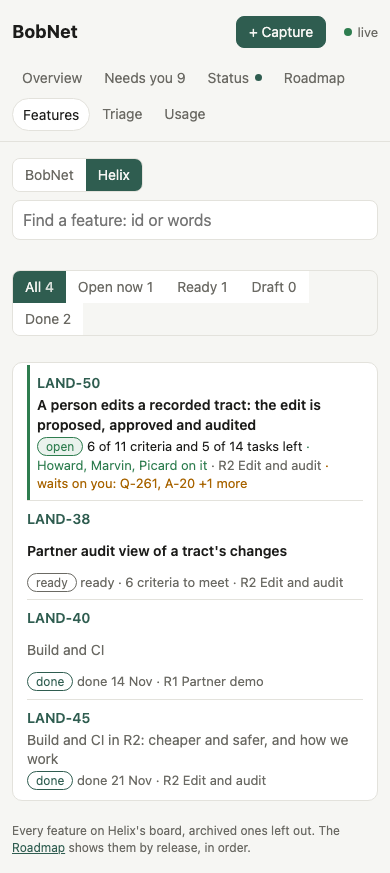 BobNet
+ Capture
live
Overview
Needs you 9
Status
Roadmap
Features
Triage
Usage
BobNet
Helix
Find a feature: id or words
All 4
Open now 1
Ready 1
Draft 0
Done 2
LAND-50
A person edits a recorded tract: the edit is
proposed, approved and audited
open 6 of 11 criteria and 5 of 14 tasks left ·
Howard, Marvin, Picard on it · R2 Edit and audit ·
waits on you: Q-261, A-20 +1 more
LAND-38
Partner audit view of a tract's changes
ready ready · 6 criteria to meet · R2 Edit and audit
LAND-40
Build and CI
done done 14 Nov · R1 Partner demo
LAND-45
Build and CI in R2: cheaper and safer, and how we
work
done done 21 Nov · R2 Edit and audit
Every feature on Helix's board, archived ones left out. The
Roadmap shows them by release, in order.